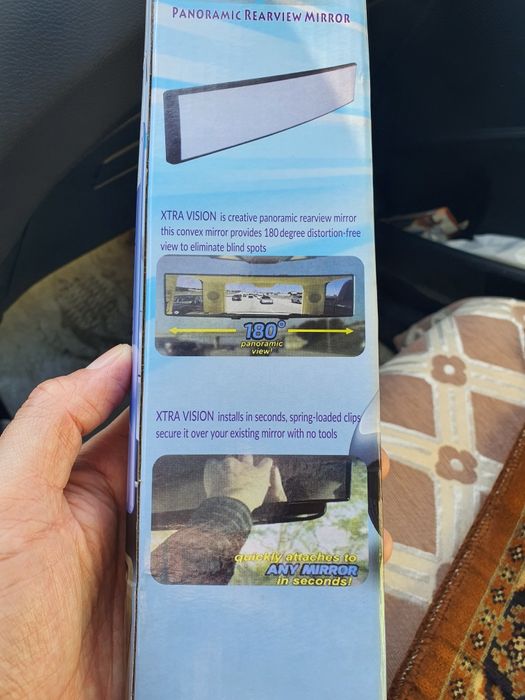 PANORAMIC REARVIEW MIRROR
XTRA VISION is creative panoramic rearview mirror
this convex mirror provides 180 degree distortion-free
view to eliminate blind spots
180°
panoramic
view!
XTRA VISION installs in seconds, spring-loaded clips
secure it over your existing mirror with no tools
quickly attaches to
ANY MIRROR
in seconds!